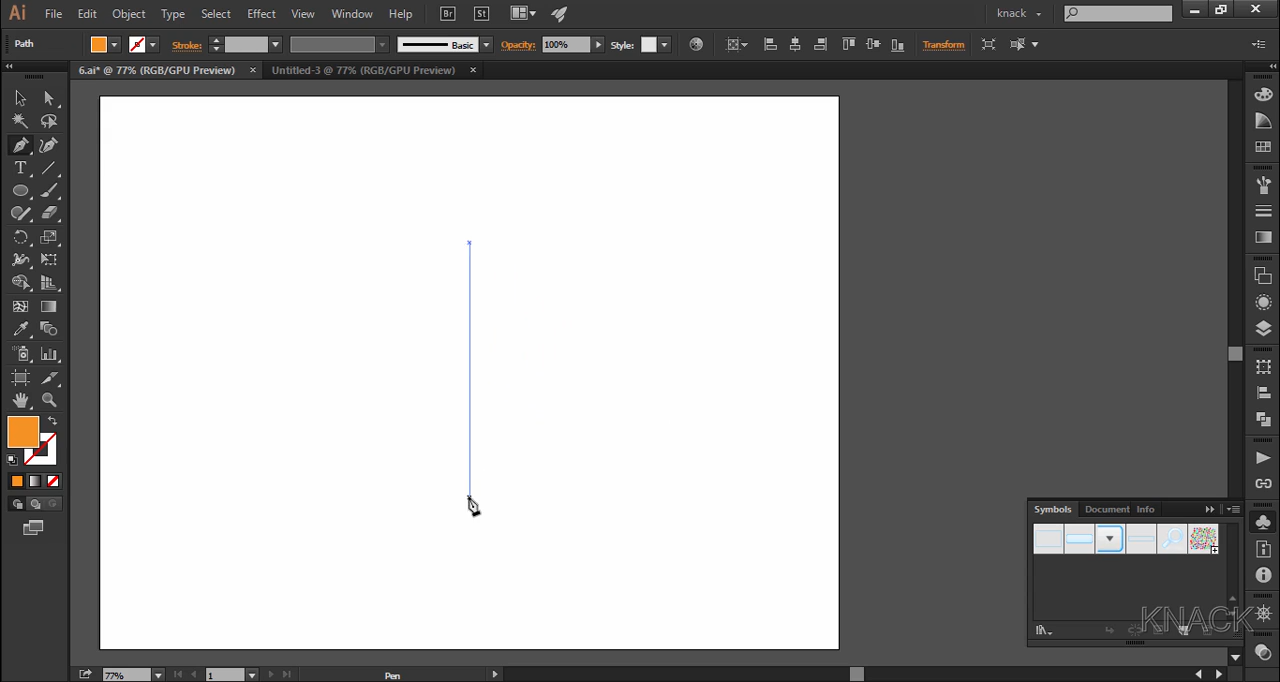 Ai File Edit Object Type Select Effect View Window Help Br St knack
Path Stroke: Basic Opacity: 100% Style: Transform
6.ai* @ 77% (RGB/GPU Preview) × Untitled-3 @ 77% (RGB/GPU Preview) ×
T
Symbols Document Info
KNACK
77% 1 Pen